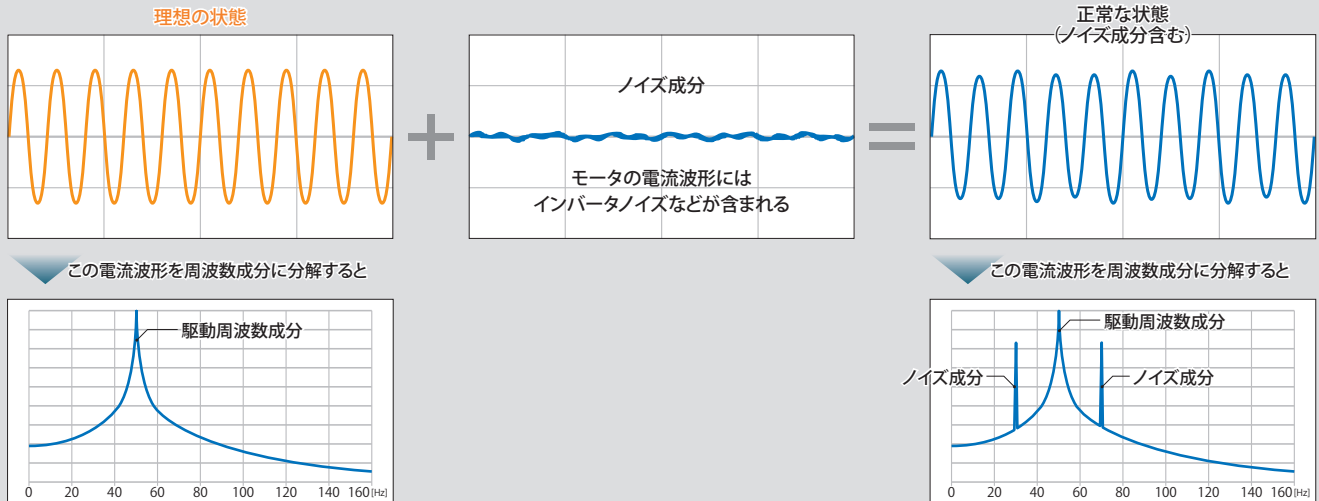 理想の状態
ノイズ成分
モータの電流波形には
インバータノイズなどが含まれる
正常な状態
（ノイズ成分含む）
この電流波形を周波数成分に分解すると
この電流波形を周波数成分に分解すると
駆動周波数成分
0 20 40 60 80 100 120 140 160[Hz]
駆動周波数成分
ノイズ成分
ノイズ成分
0 20 40 60 80 100 120 140 160[Hz]